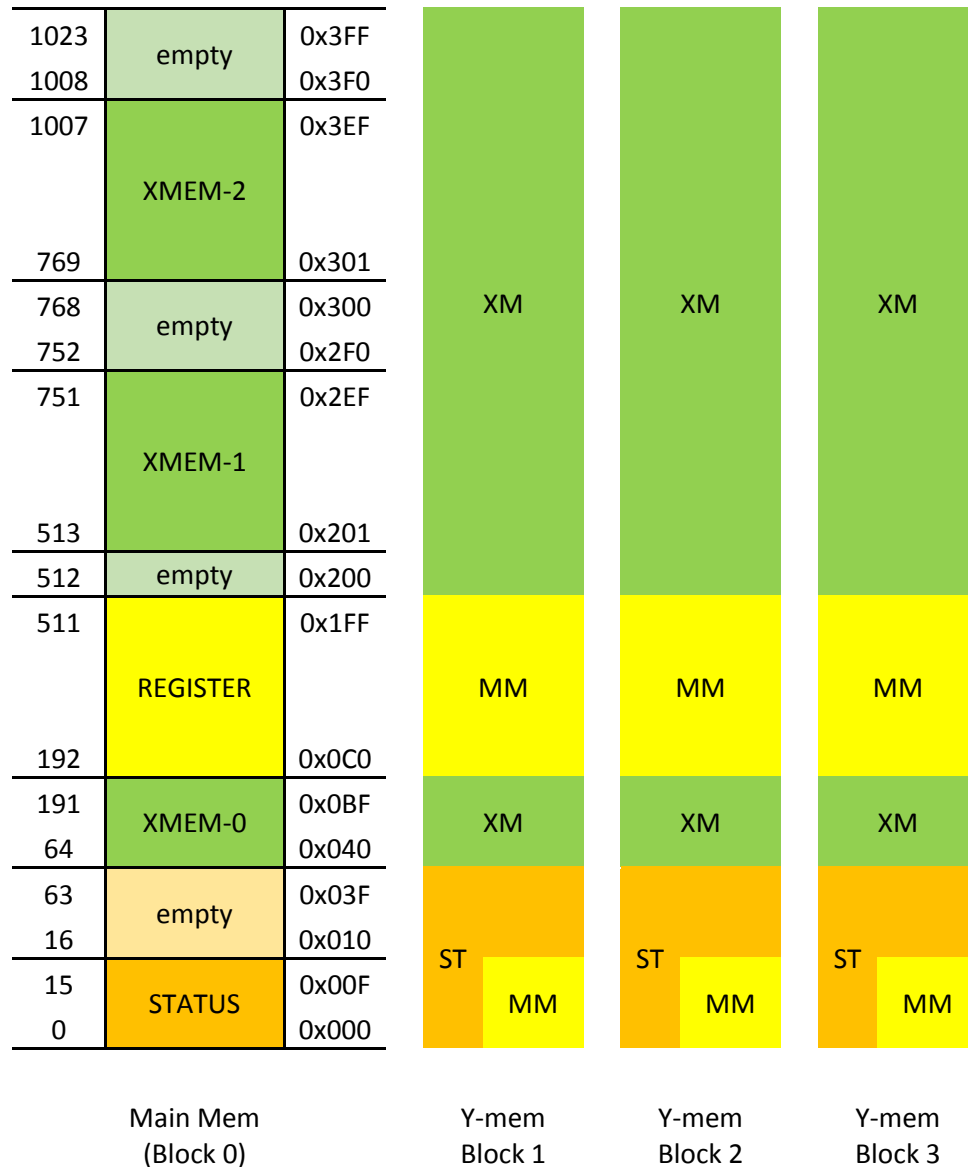 1023 0x3FF
empty
1008 0x3F0
1007 0x3EF
XMEM-2
769 0x301
768 0x300 XM XM XM
empty
752 0x2F0
751 0x2EF
XMEM-1
513 0x201
512 empty 0x200
511 0x1FF
REGISTER MM MM MM
192 0x0C0
191 0x0BF
XMEM-0 XM XM XM
64 0x040
63 0x03F
empty
16 0x010
ST ST ST
15 0x00F
STATUS MM MM MM
0 0x000
Main Mem Y-mem Y-mem Y-mem
(Block 0) Block 1 Block 2 Block 3